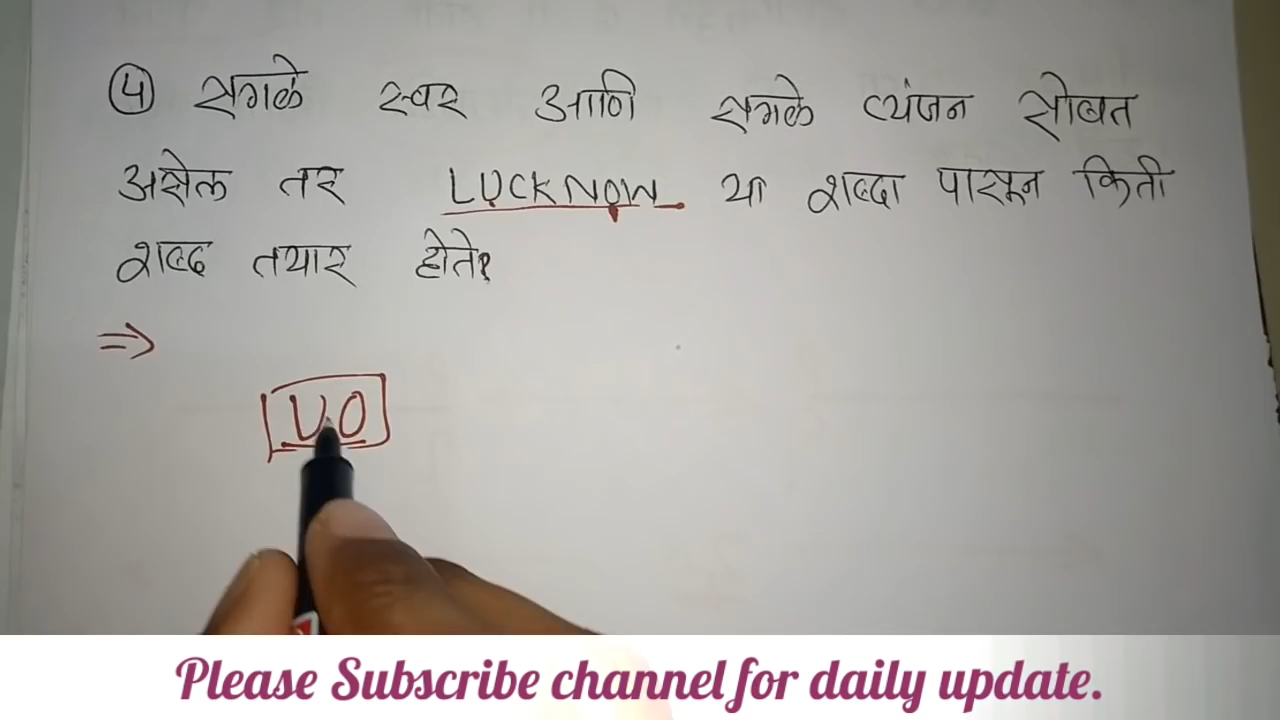 ५ सगळे स्वर आणि सगळे व्यंजन सोबत
असेल तर LUCKNOW या शब्दा पासून किती
शब्द तयार होते?
⇒
UO
Please Subscribe channel for daily update.